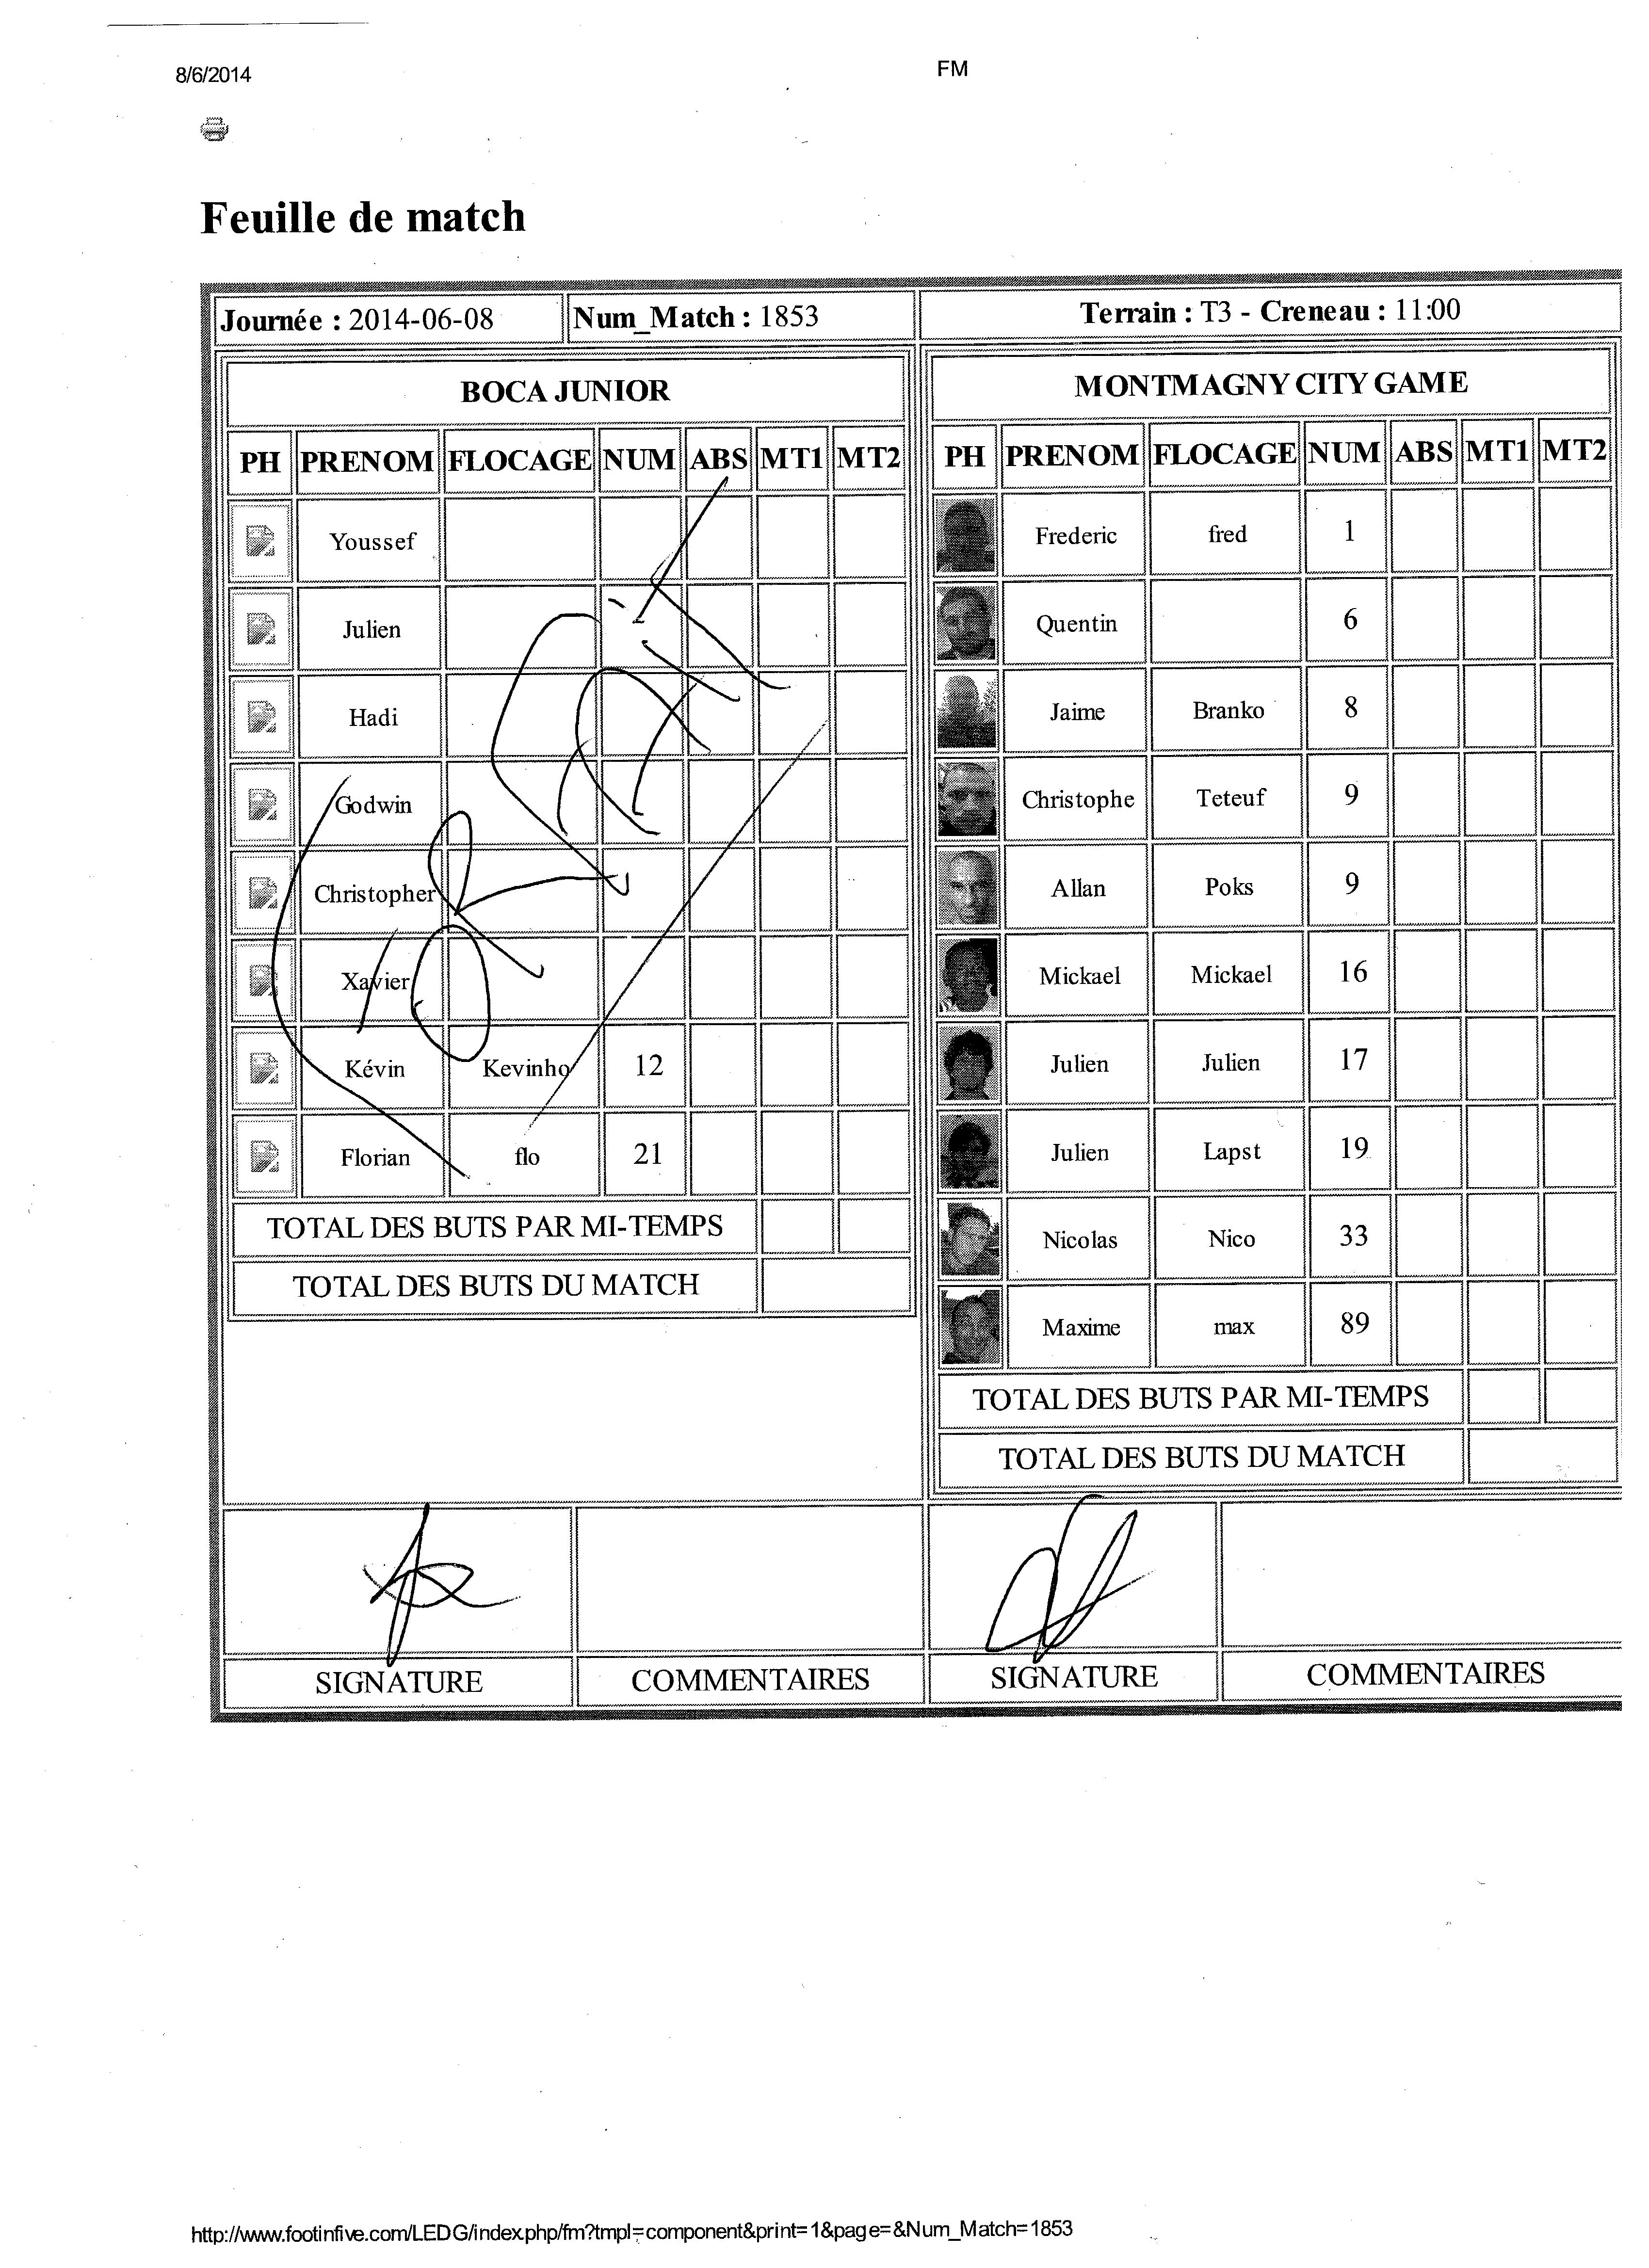 8/6/2014 FM
Feuille de match
Journée : 2014-06-08 Num_Match : 1853 Terrain : T3 - Creneau : 11:00
BOCA JUNIOR MONTMAGNY CITY GAME
PH PRENOM FLOCAGE NUM ABS MT1 MT2 PH PRENOM FLOCAGE NUM ABS MT1 MT2
Youssef Frederic fred 1
Julien Quentin 6
Hadi Jaime Branko 8
Godwin Christophe Teteuf 9
Christopher Allan Poks 9
Xavier Mickael Mickael 16
Kévin Kevinho 12 Julien Julien 17
Florian flo 21 Julien Lapst 19
TOTAL DES BUTS PAR MI-TEMPS Nicolas Nico 33
TOTAL DES BUTS DU MATCH Maxime max 89
TOTAL DES BUTS PAR MI-TEMPS
TOTAL DES BUTS DU MATCH
SIGNATURE COMMENTAIRES SIGNATURE COMMENTAIRES
http://www.footinfive.com/LEDG/index.php/fm?tmpl=component&print=1&page=&Num_Match=1853